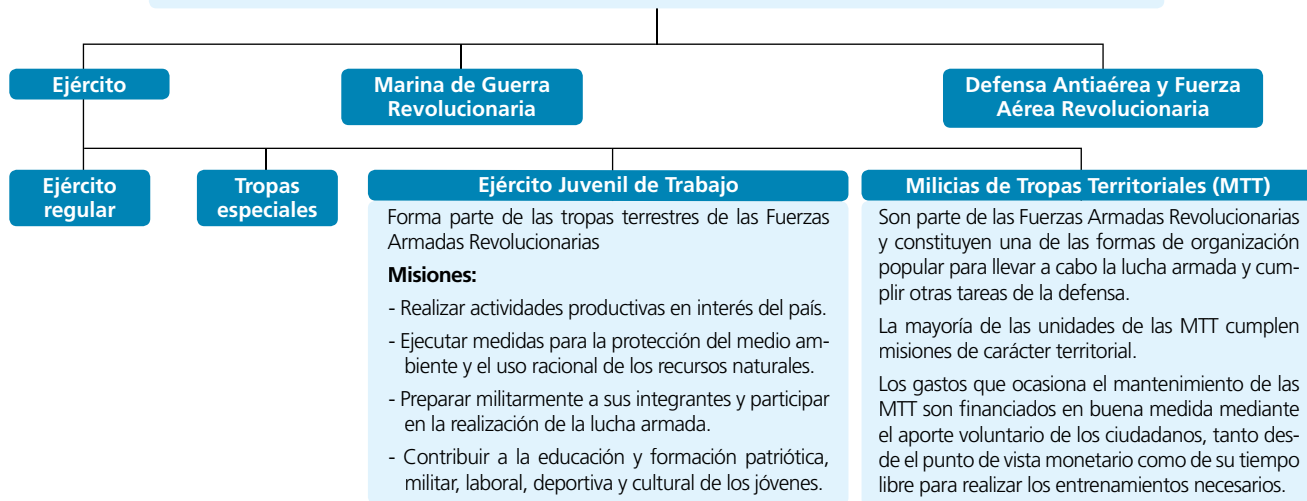 Ejército
Marina de Guerra
Revolucionaria
Defensa Antiaérea y Fuerza
Aérea Revolucionaria
Ejército
regular
Tropas
especiales
Ejército Juvenil de Trabajo
Forma parte de las tropas terrestres de las Fuerzas
Armadas Revolucionarias
Misiones:
- Realizar actividades productivas en interés del país.
- Ejecutar medidas para la protección del medio am-
biente y el uso racional de los recursos naturales.
- Preparar militarmente a sus integrantes y participar
en la realización de la lucha armada.
- Contribuir a la educación y formación patriótica,
militar, laboral, deportiva y cultural de los jóvenes.
Milicias de Tropas Territoriales (MTT)
Son parte de las Fuerzas Armadas Revolucionarias
y constituyen una de las formas de organización
popular para llevar a cabo la lucha armada y cum-
plir otras tareas de la defensa.
La mayoría de las unidades de las MTT cumplen
misiones de carácter territorial.
Los gastos que ocasiona el mantenimiento de las
MTT son financiados en buena medida mediante
el aporte voluntario de los ciudadanos, tanto des-
de el punto de vista monetario como de su tiempo
libre para realizar los entrenamientos necesarios.